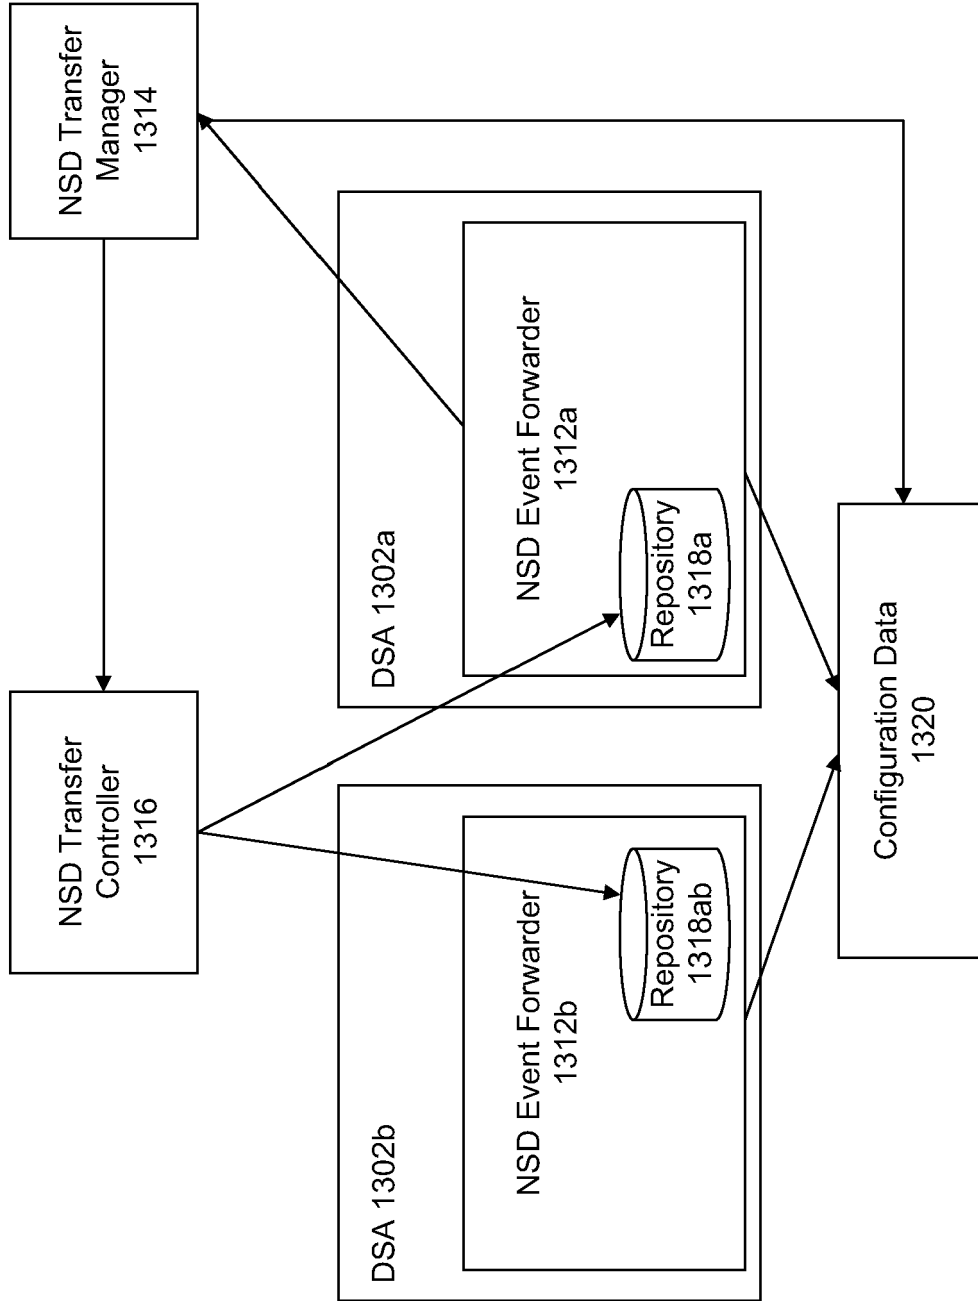 NSD Transfer
Controller
1316
NSD Transfer
Manager
1314
DSA 1302b
NSD Event Forwarder
1312b
Repository
1318ab
DSA 1302a
NSD Event Forwarder
1312a
Repository
1318a
Configuration Data
1320